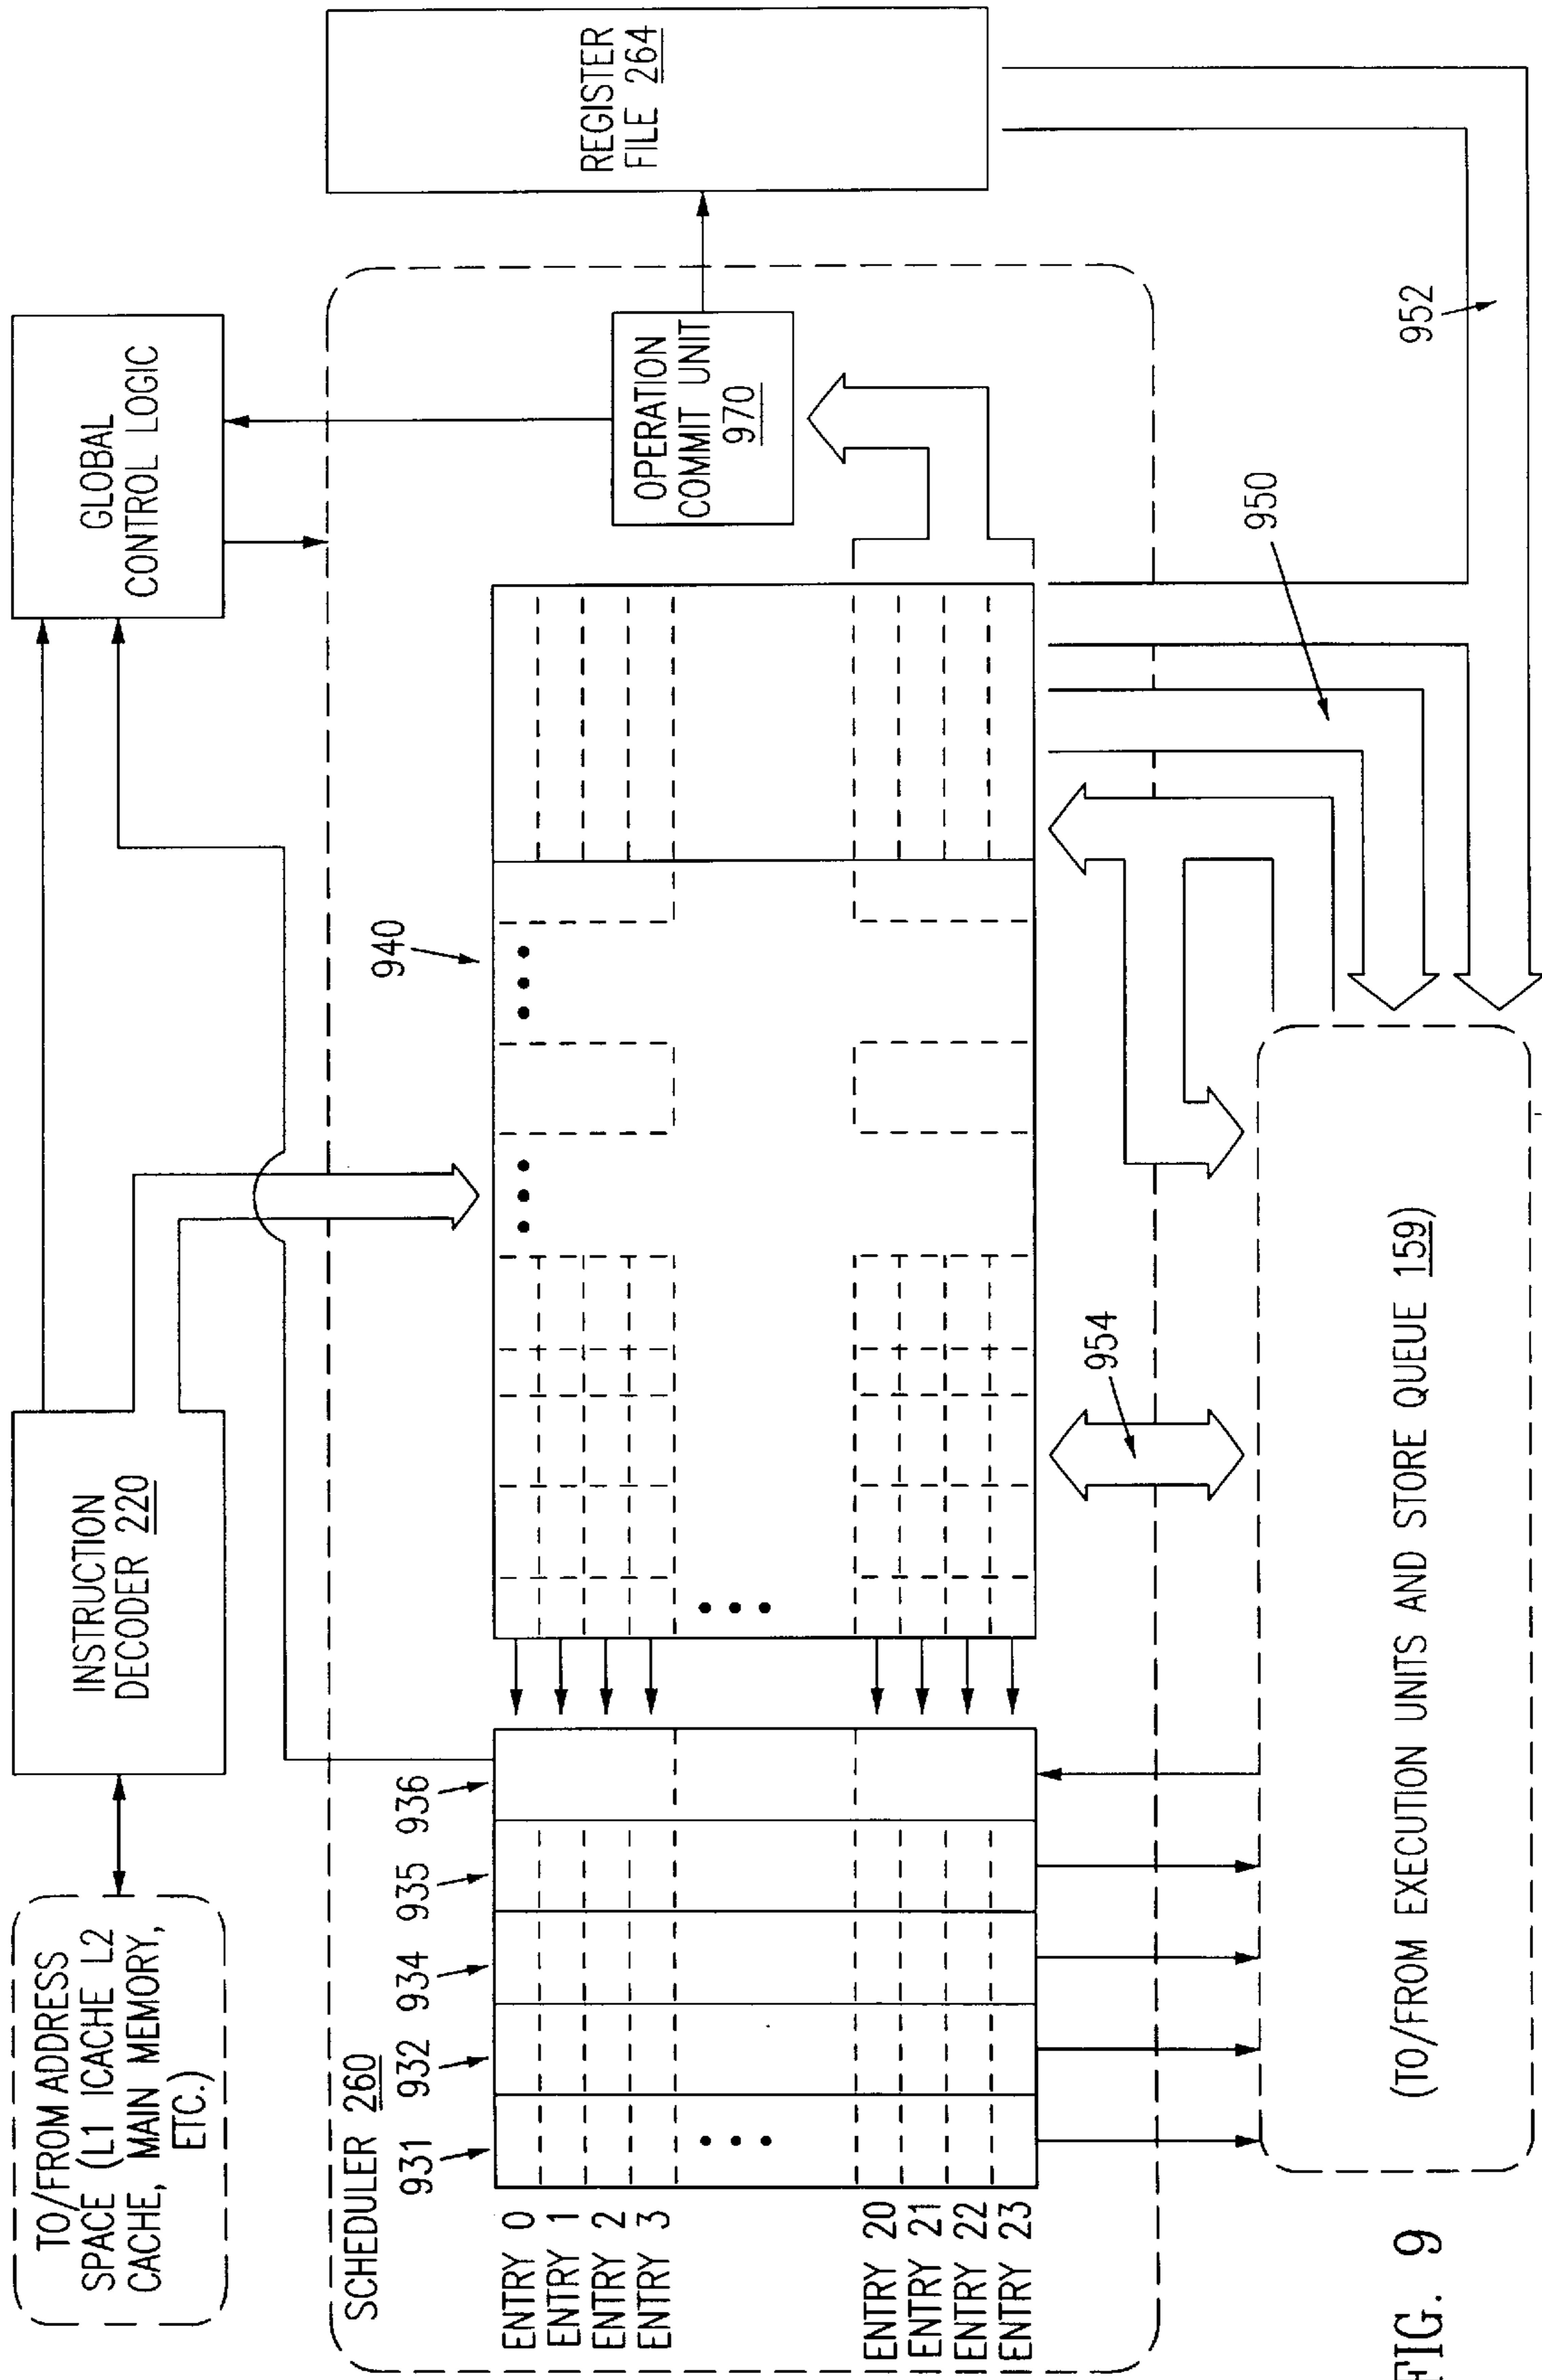 TO/FROM ADDRESS
SPACE (L1 ICACHE L2
CACHE, MAIN MEMORY,
ETC.)
INSTRUCTION
DECODER 220
GLOBAL
CONTROL LOGIC
SCHEDULER 260
931
932
934
935
936
940
ENTRY 0
ENTRY 1
ENTRY 2
ENTRY 3
ENTRY 20
ENTRY 21
ENTRY 22
ENTRY 23
OPERATION
COMMIT UNIT
970
REGISTER
FILE 264
954
950
952
(TO/FROM EXECUTION UNITS AND STORE QUEUE 159)
FIG. 9